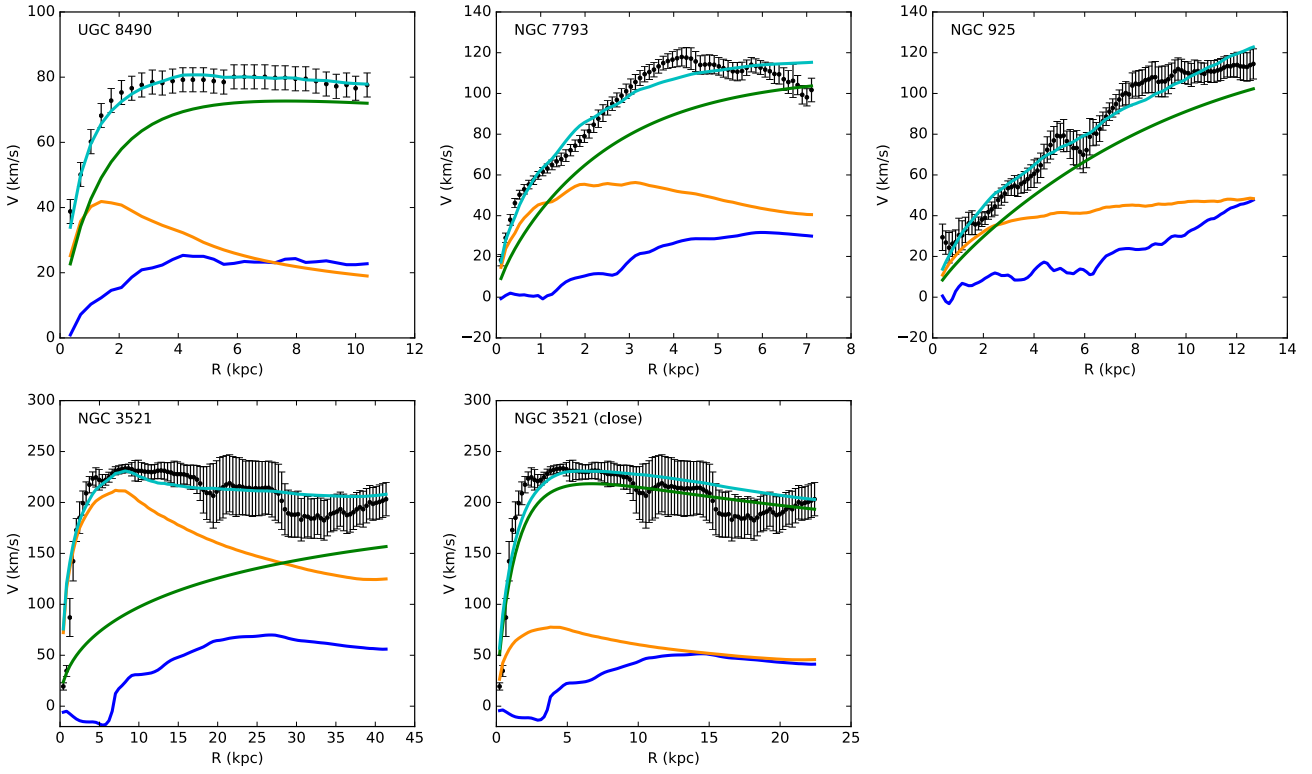 UGC 8490
V (km/s)
100
80
60
40
20
0
0 2 4 6 8 10 12
R (kpc)
NGC 7793
V (km/s)
140
120
100
80
60
40
20
0
−20
0 1 2 3 4 5 6 7 8
R (kpc)
NGC 925
V (km/s)
140
120
100
80
60
40
20
0
−20
0 2 4 6 8 10 12 14
R (kpc)
NGC 3521
V (km/s)
300
250
200
150
100
50
0
0 5 10 15 20 25 30 35 40 45
R (kpc)
NGC 3521 (close)
V (km/s)
300
250
200
150
100
50
0
0 5 10 15 20 25
R (kpc)